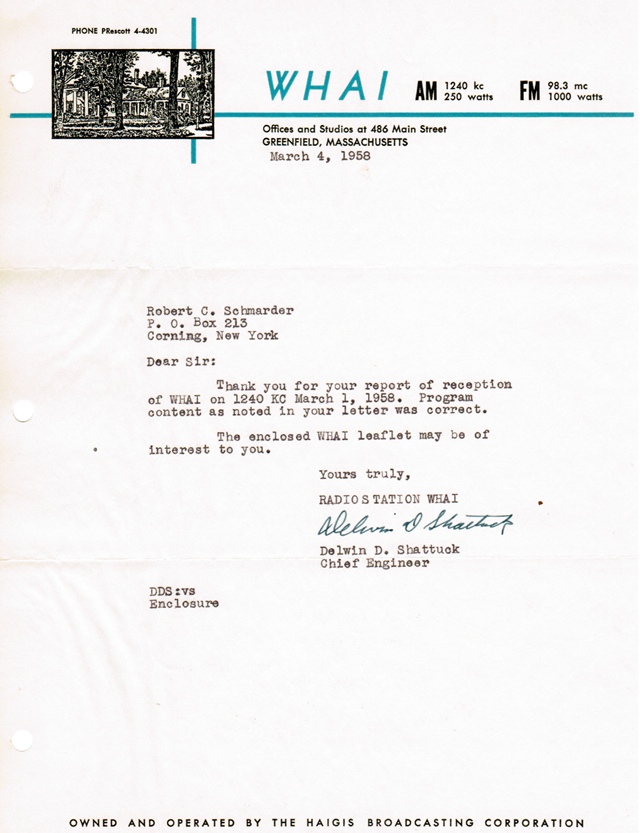 PHONE PRescott 4-4301
WHAI AM 1240 kc 250 watts FM 98.3 mc 1000 watts
Offices and Studios at 486 Main Street
GREENFIELD, MASSACHUSETTS
March 4, 1958
Robert C. Schmarder
P. O. Box 213
Corning, New York
Dear Sir:
Thank you for your report of reception
of WHAI on 1240 KC March 1, 1958. Program
content as noted in your letter was correct.
The enclosed WHAI leaflet may be of
interest to you.
Yours truly,
RADIOSTATION WHAI
Delwin D Shattuck
Delwin D. Shattuck
Chief Engineer
DDS:vs
Enclosure
OWNED AND OPERATED BY THE HAIGIS BROADCASTING CORPORATION